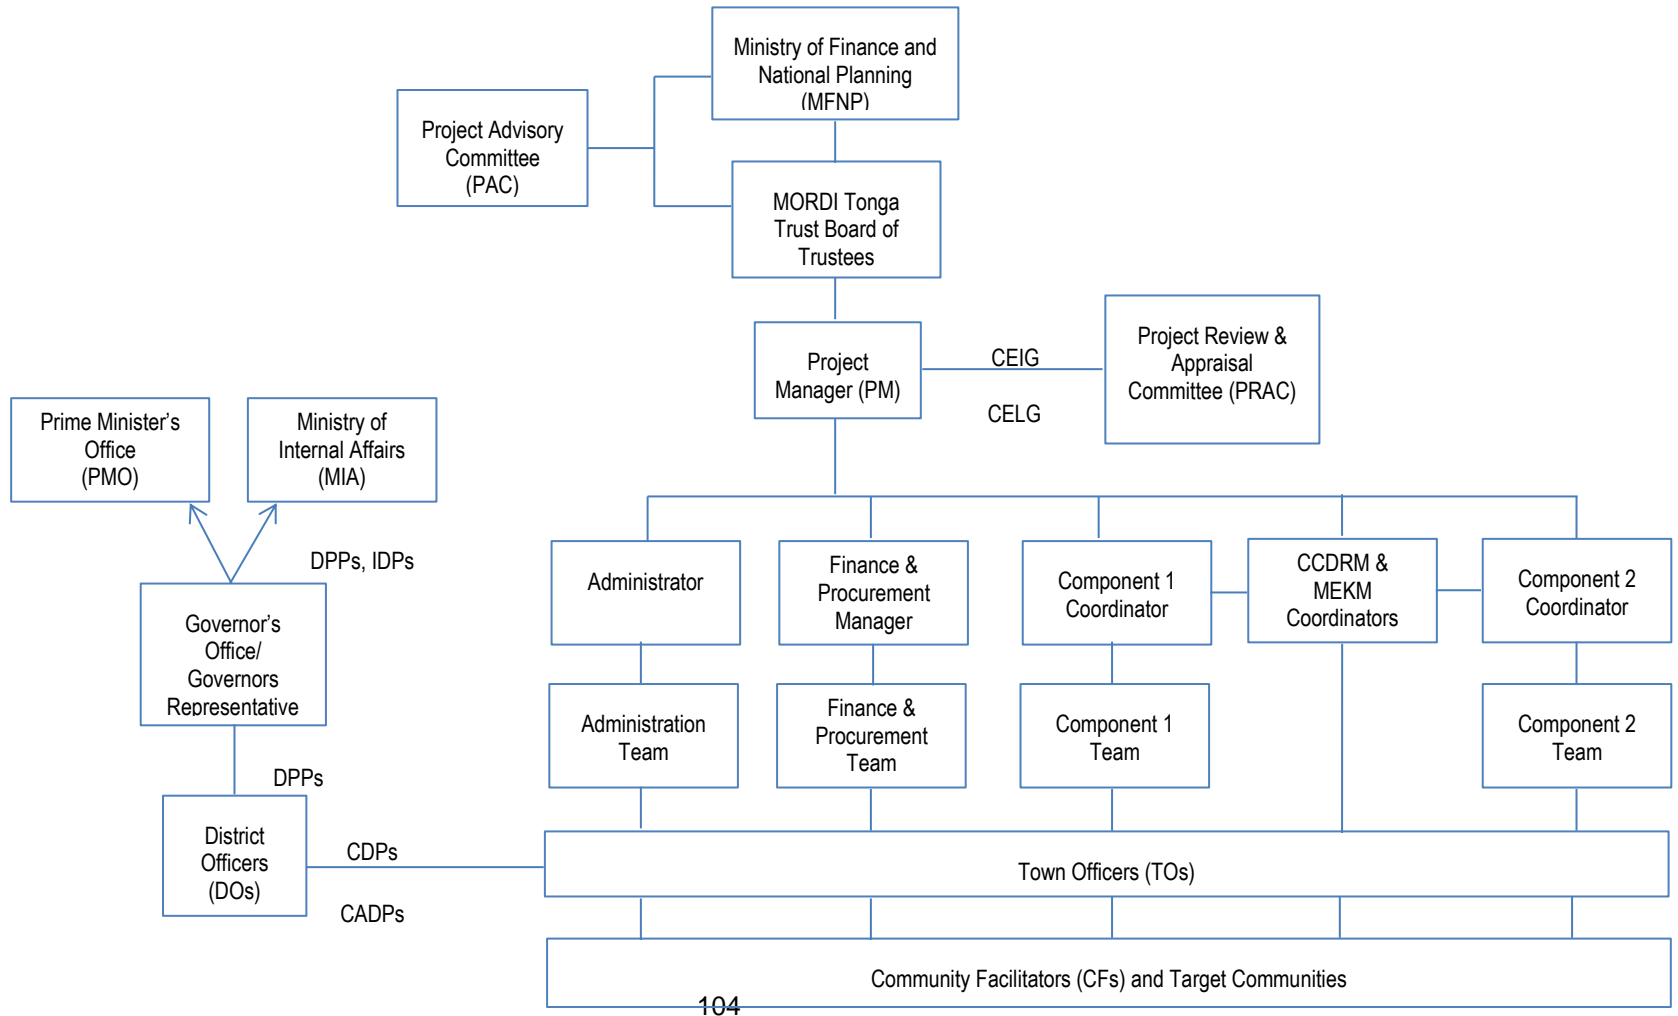 Ministry of Finance and
National Planning
(MFNP)
Project Advisory
Committee
(PAC)
MORDI Tonga
Trust Board of
Trustees
Project
Manager (PM)
CEIG
CELG
Project Review &
Appraisal
Committee (PRAC)
Prime Minister’s
Office
(PMO)
Ministry of
Internal Affairs
(MIA)
DPPs, IDPs
Governor’s
Office/
Governors
Representative
DPPs
District
Officers
(DOs)
CDPs
CADPs
Administrator
Finance &
Procurement
Manager
Component 1
Coordinator
CCDRM &
MEKM
Coordinators
Component 2
Coordinator
Administration
Team
Finance &
Procurement
Team
Component 1
Team
Component 2
Team
Town Officers (TOs)
Community Facilitators (CFs) and Target Communities
104